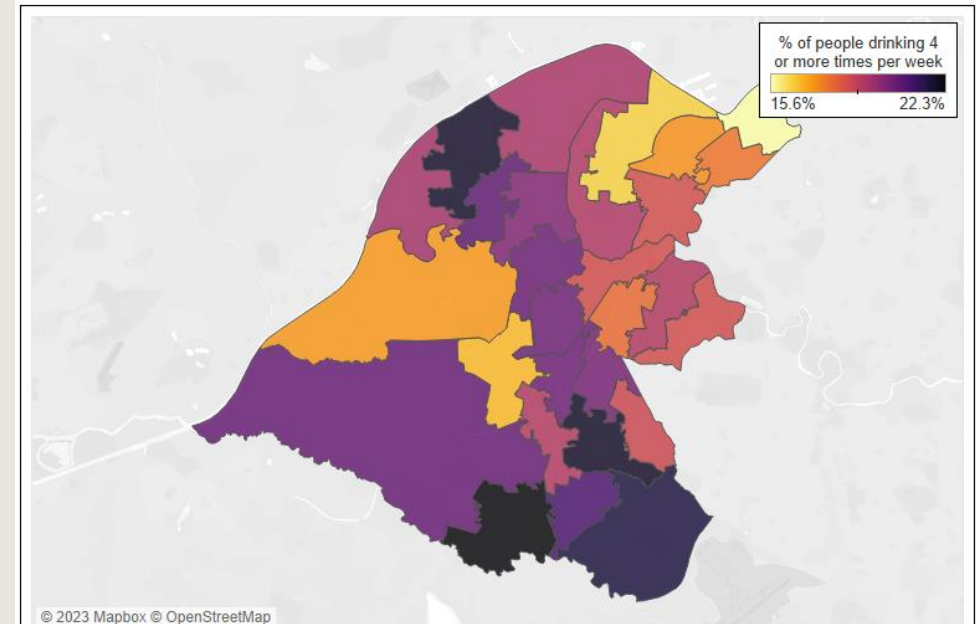 % of people drinking 4
or more times per week
15.6% 22.3%
© 2023 Mapbox © OpenStreetMap